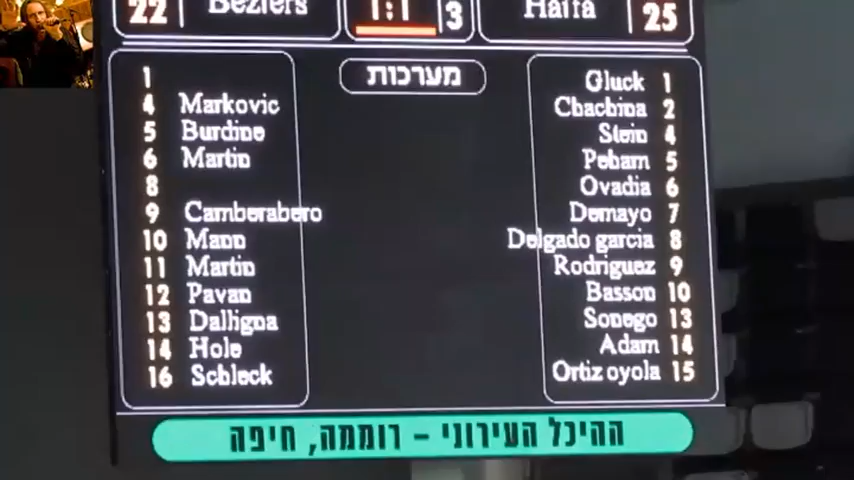 22 Beziers 1:1 3 Haifa 25
מערכות
1
4 Markovic
5 Burdine
6 Martin
8
9 Camberabero
10 Mann
11 Martin
12 Pavan
13 Dalligna
14 Hole
16 Schleck
Gluck 1
Chachina 2
Stein 4
Peham 5
Ovadia 6
Demayo 7
Delgado garcia 8
Rodriguez 9
Basson 10
Sonego 13
Adam 14
Ortiz oyola 15
ההיכל העירוני - רוממה, חיפה